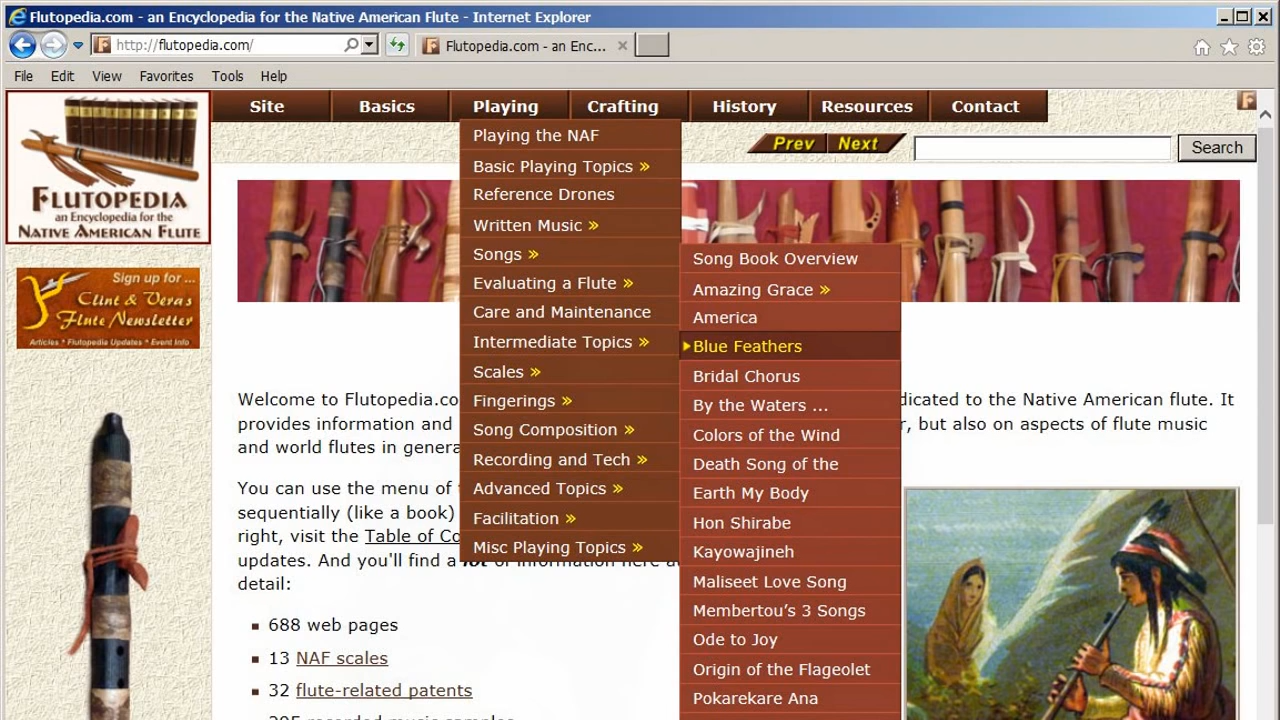 Flutopedia.com - an Encyclopedia for the Native American Flute - Internet Explorer
http://flutopedia.com/
Flutopedia.com - an Enc...
File Edit View Favorites Tools Help
Site Basics Playing Crafting History Resources Contact
Prev Next Search
FLUTOPEDIA
an Encyclopedia for the
NATIVE AMERICAN FLUTE
Sign up for ...
Clint & Vera's
Flute Newsletter
Articles * Flutopedia Updates * Event Info
Playing the NAF
Basic Playing Topics »
Reference Drones
Written Music »
Songs »
Evaluating a Flute »
Care and Maintenance
Intermediate Topics »
Scales »
Fingerings »
Song Composition »
Recording and Tech »
Advanced Topics »
Facilitation »
Misc Playing Topics »
Song Book Overview
Amazing Grace »
America
Blue Feathers
Bridal Chorus
By the Waters ...
Colors of the Wind
Death Song of the
Earth My Body
Hon Shirabe
Kayowajineh
Maliseet Love Song
Membertou’s 3 Songs
Ode to Joy
Origin of the Flageolet
Pokarekare Ana
Welcome to Flutopedia.co dicated to the Native American flute. It
provides information and r, but also on aspects of flute music
and world flutes in genera
You can use the menu of
sequentially (like a book)
right, visit the Table of Co
updates. And you'll find a lot of information here
detail:
688 web pages
13 NAF scales
32 flute-related patents